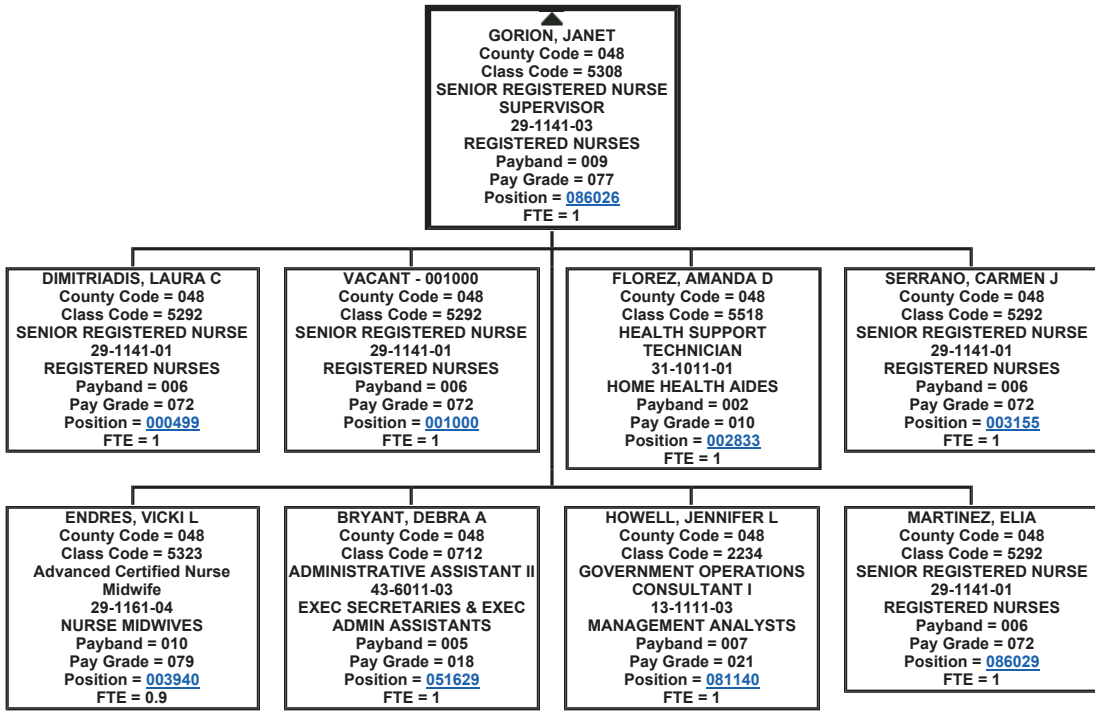 GORION, JANET
County Code = 048
Class Code = 5308
SENIOR REGISTERED NURSE
SUPERVISOR
29-1141-03
REGISTERED NURSES
Payband = 009
Pay Grade = 077
Position = 086026
FTE = 1
DIMITRIADIS, LAURA C
County Code = 048
Class Code = 5292
SENIOR REGISTERED NURSE
29-1141-01
REGISTERED NURSES
Payband = 006
Pay Grade = 072
Position = 000499
FTE = 1
VACANT - 001000
County Code = 048
Class Code = 5292
SENIOR REGISTERED NURSE
29-1141-01
REGISTERED NURSES
Payband = 006
Pay Grade = 072
Position = 001000
FTE = 1
FLOREZ, AMANDA D
County Code = 048
Class Code = 5518
HEALTH SUPPORT
TECHNICIAN
31-1011-01
HOME HEALTH AIDES
Payband = 002
Pay Grade = 010
Position = 002833
FTE = 1
SERRANO, CARMEN J
County Code = 048
Class Code = 5292
SENIOR REGISTERED NURSE
29-1141-01
REGISTERED NURSES
Payband = 006
Pay Grade = 072
Position = 003155
FTE = 1
ENDRES, VICKI L
County Code = 048
Class Code = 5323
Advanced Certified Nurse
Midwife
29-1161-04
NURSE MIDWIVES
Payband = 010
Pay Grade = 079
Position = 003940
FTE = 0.9
BRYANT, DEBRA A
County Code = 048
Class Code = 0712
ADMINISTRATIVE ASSISTANT II
43-6011-03
EXEC SECRETARIES & EXEC
ADMIN ASSISTANTS
Payband = 005
Pay Grade = 018
Position = 051629
FTE = 1
HOWELL, JENNIFER L
County Code = 048
Class Code = 2234
GOVERNMENT OPERATIONS
CONSULTANT I
13-1111-03
MANAGEMENT ANALYSTS
Payband = 007
Pay Grade = 021
Position = 081140
FTE = 1
MARTINEZ, ELIA
County Code = 048
Class Code = 5292
SENIOR REGISTERED NURSE
29-1141-01
REGISTERED NURSES
Payband = 006
Pay Grade = 072
Position = 086029
FTE = 1